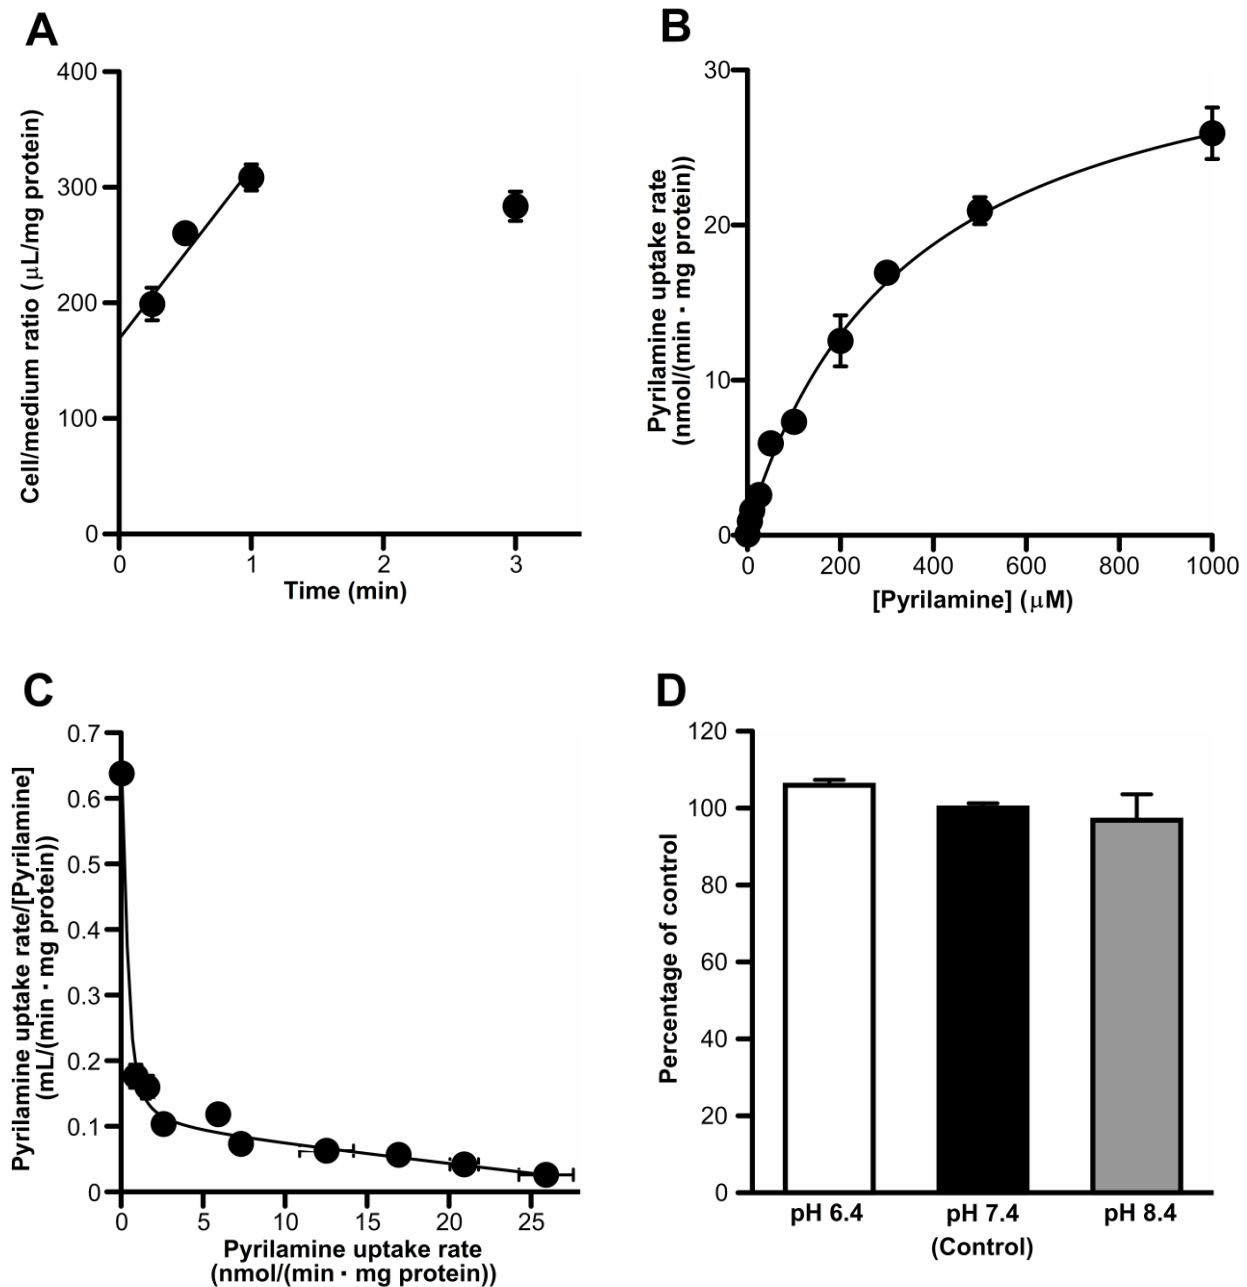 A
400
300
200
100
0
Cell/medium ratio (μL/mg protein)
0 1 2 3
Time (min)
B
30
20
10
0
Pyrilamine uptake rate
(nmol/(min · mg protein))
0 200 400 600 800 1000
[Pyrilamine] (μM)
C
0.7
0.6
0.5
0.4
0.3
0.2
0.1
0
Pyrilamine uptake rate/[Pyrilamine]
(mL/(min · mg protein))
0 5 10 15 20 25
Pyrilamine uptake rate
(nmol/(min · mg protein))
D
120
100
80
60
40
20
0
Percentage of control
pH 6.4 pH 7.4 pH 8.4
(Control)